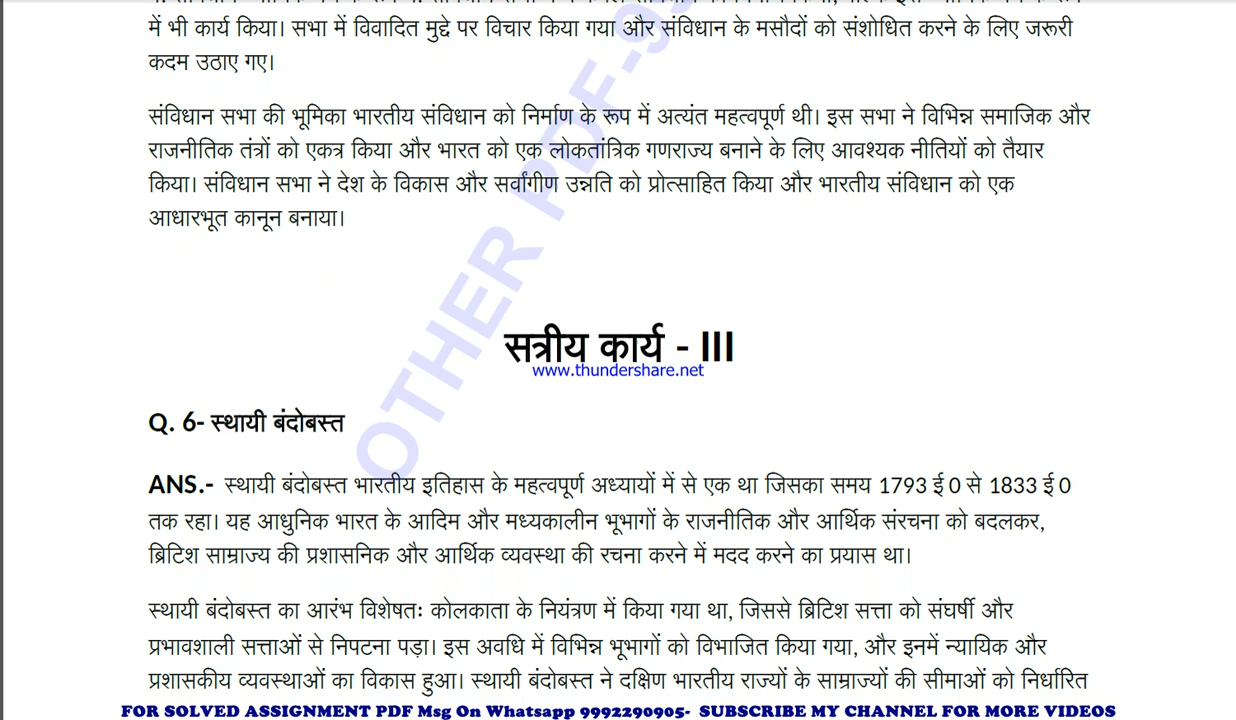 में भी कार्य किया। सभा में विवादित मुद्दे पर विचार किया गया और संविधान के मसौदों को संशोधित करने के लिए जरूरी
कदम उठाए गए।
संविधान सभा की भूमिका भारतीय संविधान को निर्माण के रूप में अत्यंत महत्वपूर्ण थी। इस सभा ने विभिन्न समाजिक और
राजनीतिक तंत्रों को एकत्र किया और भारत को एक लोकतांत्रिक गणराज्य बनाने के लिए आवश्यक नीतियों को तैयार
किया। संविधान सभा ने देश के विकास और सर्वांगीण उन्नति को प्रोत्साहित किया और भारतीय संविधान को एक
आधारभूत कानून बनाया।
OTHER PDF-9
सत्रीय कार्य - III
www.thundershare.net
Q. 6- स्थायी बंदोबस्त
ANS.- स्थायी बंदोबस्त भारतीय इतिहास के महत्वपूर्ण अध्यायों में से एक था जिसका समय 1793 ई 0 से 1833 ई 0
तक रहा। यह आधुनिक भारत के आदिम और मध्यकालीन भूभागों के राजनीतिक और आर्थिक संरचना को बदलकर,
ब्रिटिश साम्राज्य की प्रशासनिक और आर्थिक व्यवस्था की रचना करने में मदद करने का प्रयास था।
स्थायी बंदोबस्त का आरंभ विशेषतः कोलकाता के नियंत्रण में किया गया था, जिससे ब्रिटिश सत्ता को संघर्षी और
प्रभावशाली सत्ताओं से निपटना पड़ा। इस अवधि में विभिन्न भूभागों को विभाजित किया गया, और इनमें न्यायिक और
प्रशासकीय व्यवस्थाओं का विकास हुआ। स्थायी बंदोबस्त ने दक्षिण भारतीय राज्यों के साम्राज्यों की सीमाओं को निर्धारित
FOR SOLVED ASSIGNMENT PDF Msg On Whatsapp 9992290905- SUBSCRIBE MY CHANNEL FOR MORE VIDEOS